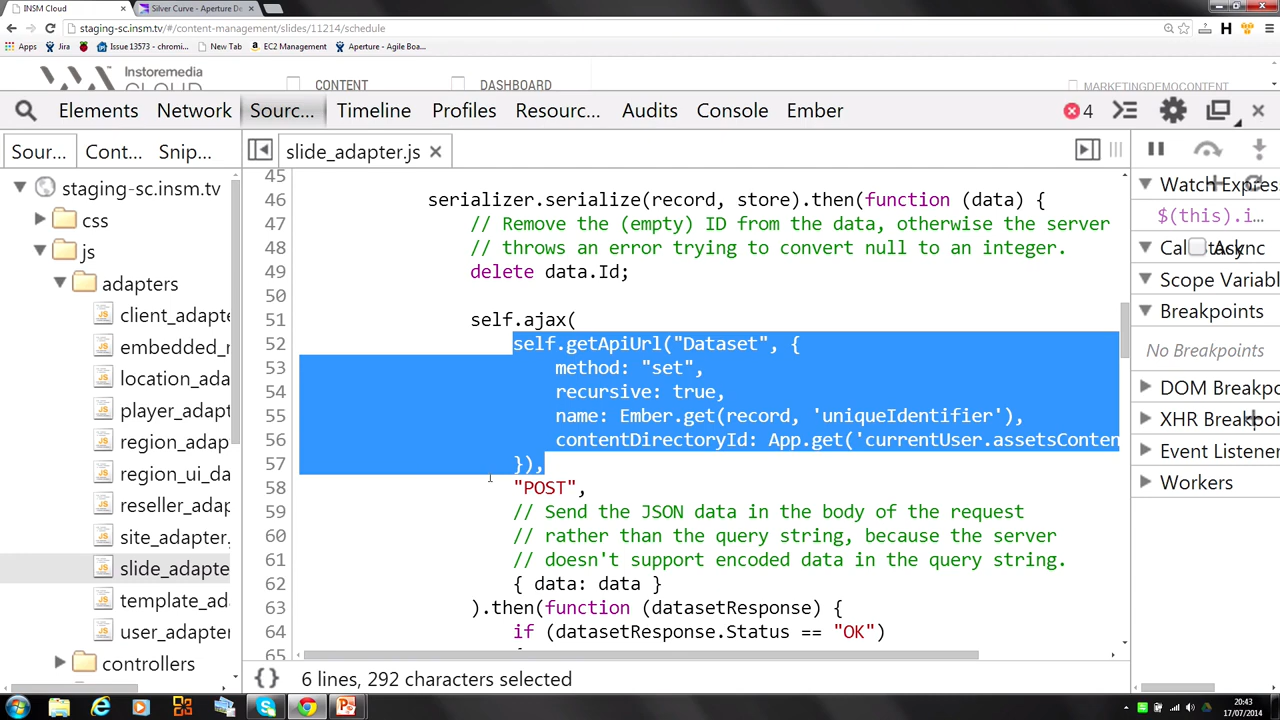 INSM Cloud
Silver Curve - Aperture De
staging-sc.insm.tv/#/content-management/slides/11214/schedule
Apps
Jira
Issue 13573 - chromi...
New Tab
EC2 Management
Aperture - Agile Boa...
Instoremedia
CLOUD
CONTENT
DASHBOARD
MARKETINGDEMOCONTENT
Elements Network Sourc... Timeline Profiles Resourc... Audits Console Ember
4
Sour... Cont... Snip...
slide_adapter.js
staging-sc.insm.tv
css
js
adapters
client_adapte
embedded_r
location_ada
player_adapt
region_adap
region_ui_da
reseller_adap
site_adapter.
slide_adapte
template_ad
user_adapter
controllers
45
46 serializer.serialize(record, store).then(function (data) {
47 // Remove the (empty) ID from the data, otherwise the server
48 // throws an error trying to convert null to an integer.
49 delete data.Id;
50
51 self.ajax(
52 self.getApiUrl("Dataset", {
53 method: "set",
54 recursive: true,
55 name: Ember.get(record, 'uniqueIdentifier'),
56 contentDirectoryId: App.get('currentUser.assetsConten
57 }),
58 "POST",
59 // Send the JSON data in the body of the request
60 // rather than the query string, because the server
61 // doesn't support encoded data in the query string.
62 { data: data }
63 ).then(function (datasetResponse) {
64 if (datasetResponse.Status == "OK")
65
{} 6 lines, 292 characters selected
Watch Express
$(this).i...
Call Stack Async
Scope Variab
Breakpoints
No Breakpoints
DOM Breakpo
XHR Breakpoi
Event Listener
Workers
20:43
17/07/2014